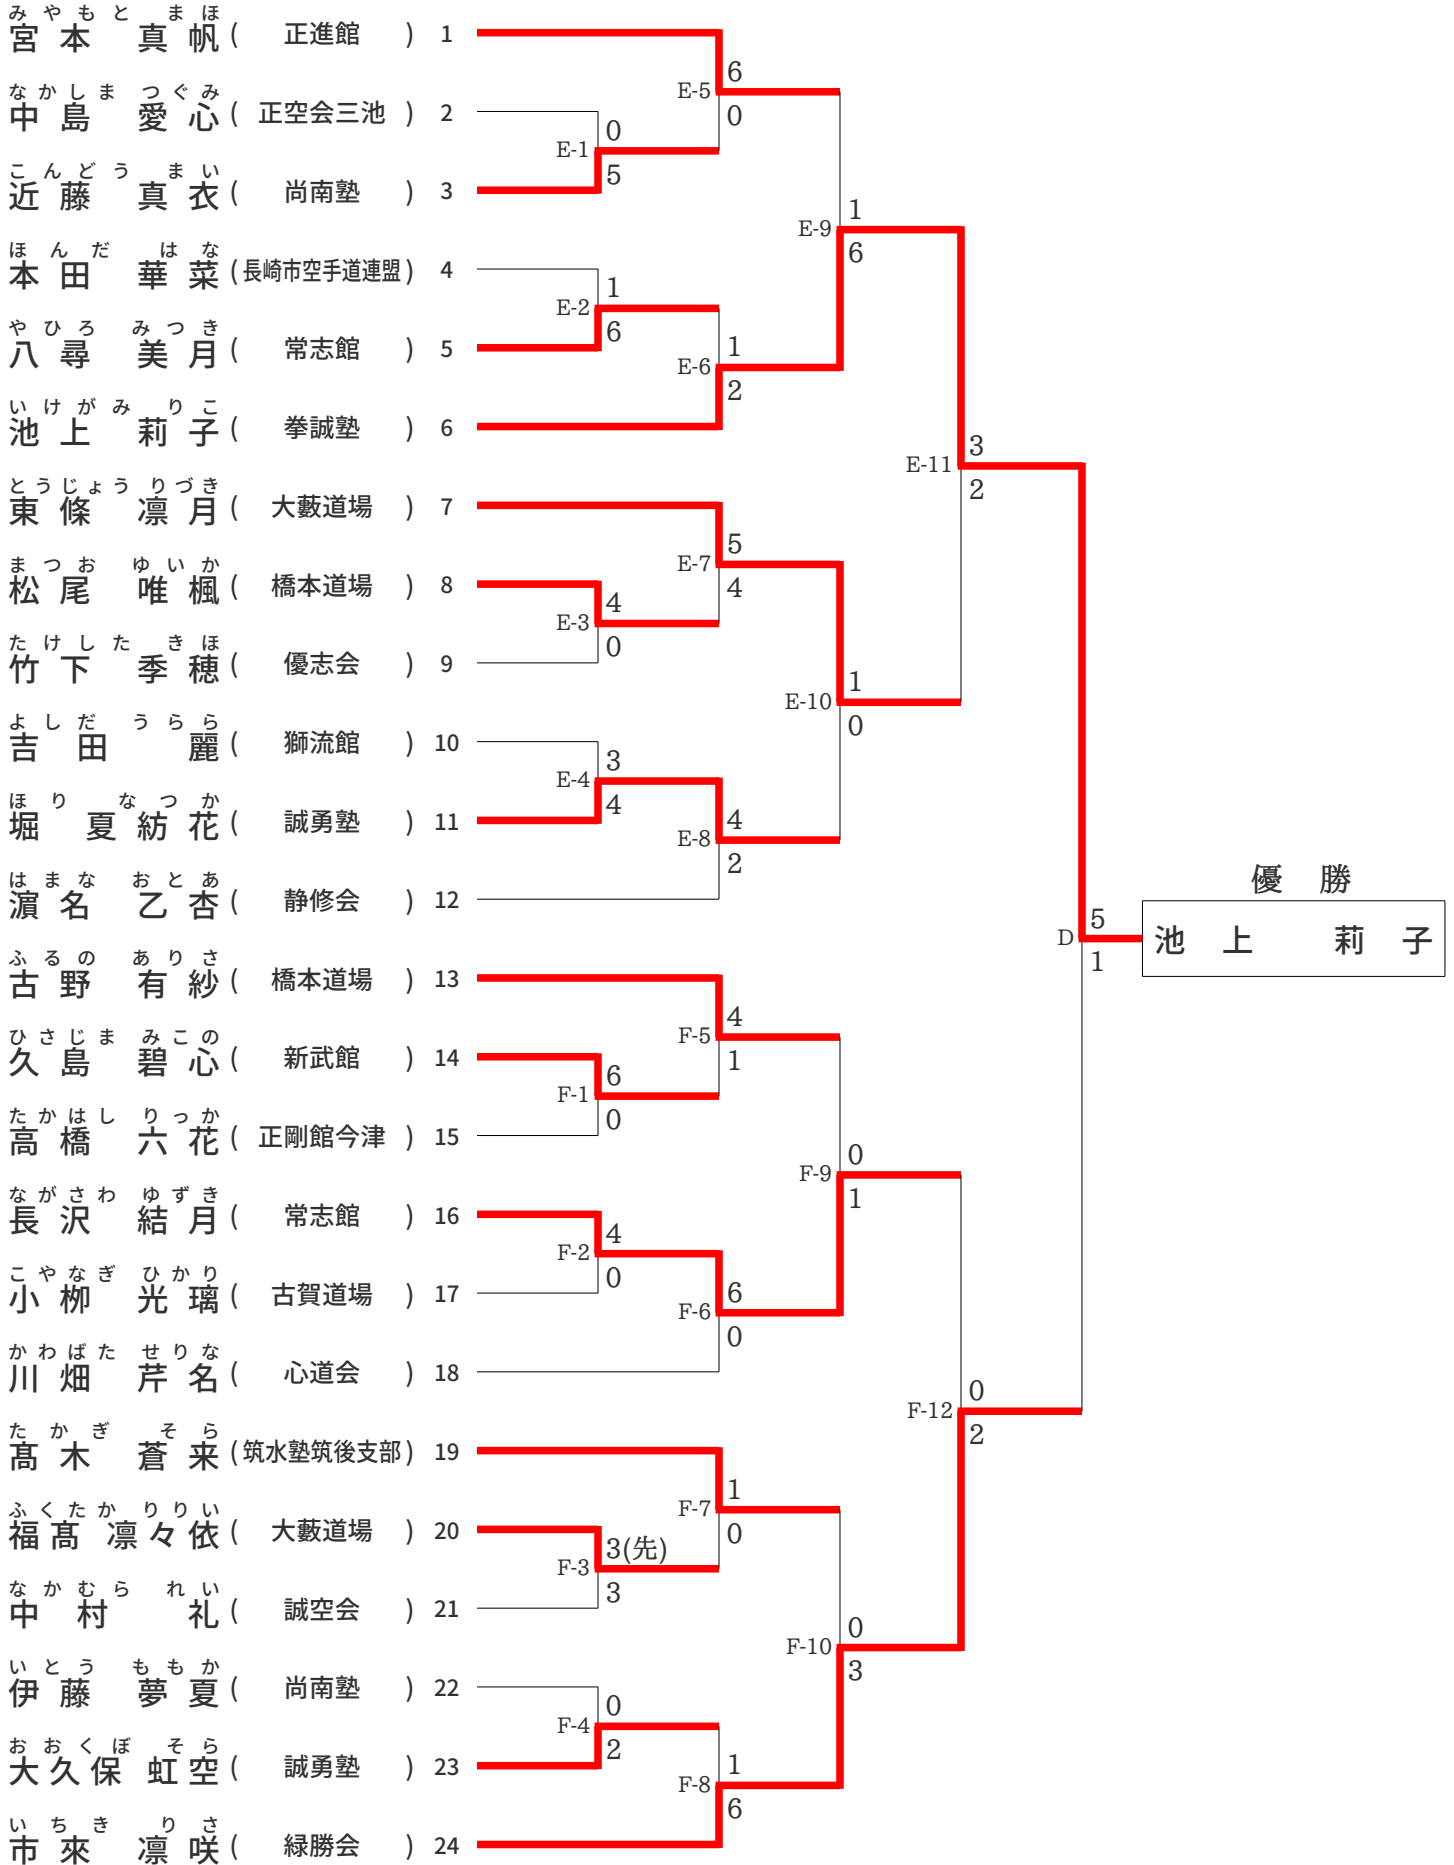 みやもと まほ
宮本 真帆 ( 正進館 ) 1
6
なかしま つぐみ
E-5
中島 愛心 ( 正空会三池 ) 2
0
0
E-1
こんどう まい
5
近藤 真衣 ( 尚南塾 ) 3
1
E-9
ほんだ はな
6
本田 華菜 ( 長崎市空手道連盟 ) 4
1
E-2
やひろ みつき
6
八尋 美月 ( 常志館 ) 5
1
E-6
2
いけがみ りこ
池上 莉子 ( 拳誠塾 ) 6
3
E-11
2
とうじょう りづき
東條 凛月 ( 大藪道場 ) 7
5
E-7
まつお ゆいか
4
松尾 唯楓 ( 橋本道場 ) 8
4
E-3
たけした きほ
0
竹下 季穂 ( 優志会 ) 9
1
E-10
よしだ うらら
0
吉田 麗 ( 獅流館 ) 10
3
E-4
ほり なつか
4
堀 夏紡花 ( 誠勇塾 ) 11
4
E-8
2
はまな おとあ
優勝
濵名 乙杏 ( 静修会 ) 12
5
D
池上 莉子
1
ふるの ありさ
古野 有紗 ( 橋本道場 ) 13
4
F-5
ひさじま みこの
1
久島 碧心 ( 新武館 ) 14
6
F-1
たかはし りっか
0
高橋 六花 ( 正剛館今津 ) 15
0
F-9
ながさわ ゆずき
1
長沢 結月 ( 常志館 ) 16
4
F-2
こやなぎ ひかり
0
小栁 光璃 ( 古賀道場 ) 17
6
F-6
0
かわばた せりな
川畑 芹名 ( 心道会 ) 18
0
F-12
2
たかぎ そら
髙木 蒼来 ( 筑水塾筑後支部 ) 19
1
F-7
ふくたか りりい
0
福髙 凛々依 ( 大藪道場 ) 20
3(先)
F-3
なかむら れい
3
中村 礼 ( 誠空会 ) 21
0
F-10
いとう ももか
3
伊藤 夢夏 ( 尚南塾 ) 22
0
F-4
おおくぼ そら
2
大久保 虹空 ( 誠勇塾 ) 23
1
F-8
6
いちき りさ
市來 凛咲 ( 緑勝会 ) 24